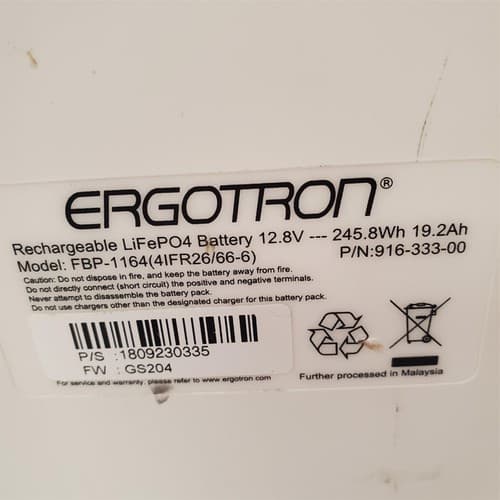 ERGOTRON®
Rechargeable LiFePO4 Battery 12.8V --- 245.8Wh 19.2Ah
Model: FBP-1164(4IFR26/66-6) P/N:916-333-00
Caution: Do not dispose in fire, and keep the battery away from fire.
Do not directly connect (short circuit) the positive and negative terminals.
Never attempt to disassemble the battery pack.
Do not use chargers other than the designated charger for this battery.
P/S :1809230335
FW : GS204
For service and warranty, please refer to www.ergotron.com
Further processed in Malaysia